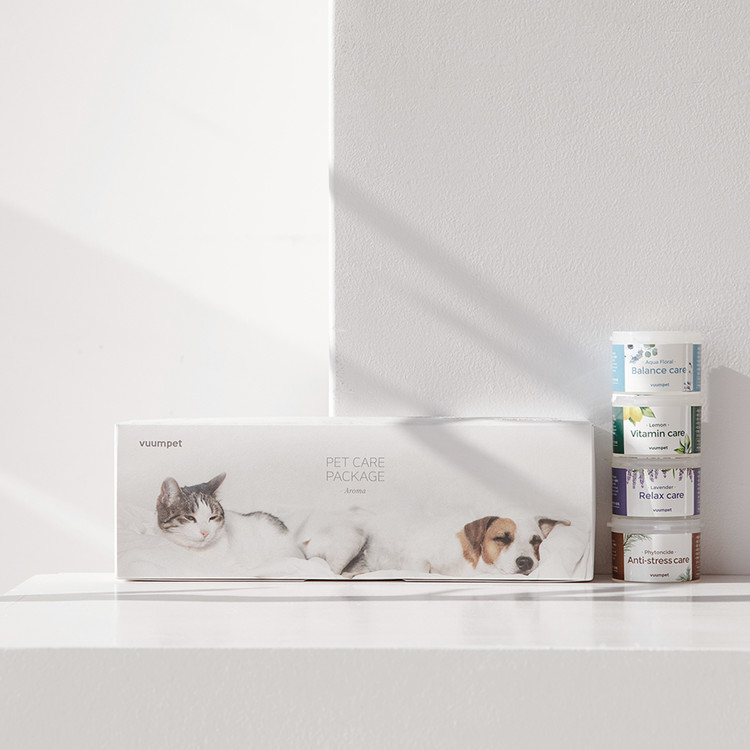 vuumpet
PET CARE
PACKAGE
Aroma
· Aqua Floral ·
Balance care
vuumpet
· Lemon ·
Vitamin care
vuumpet
· Lavender ·
Relax care
vuumpet
· Phytoncide ·
Anti-stress care
vuumpet